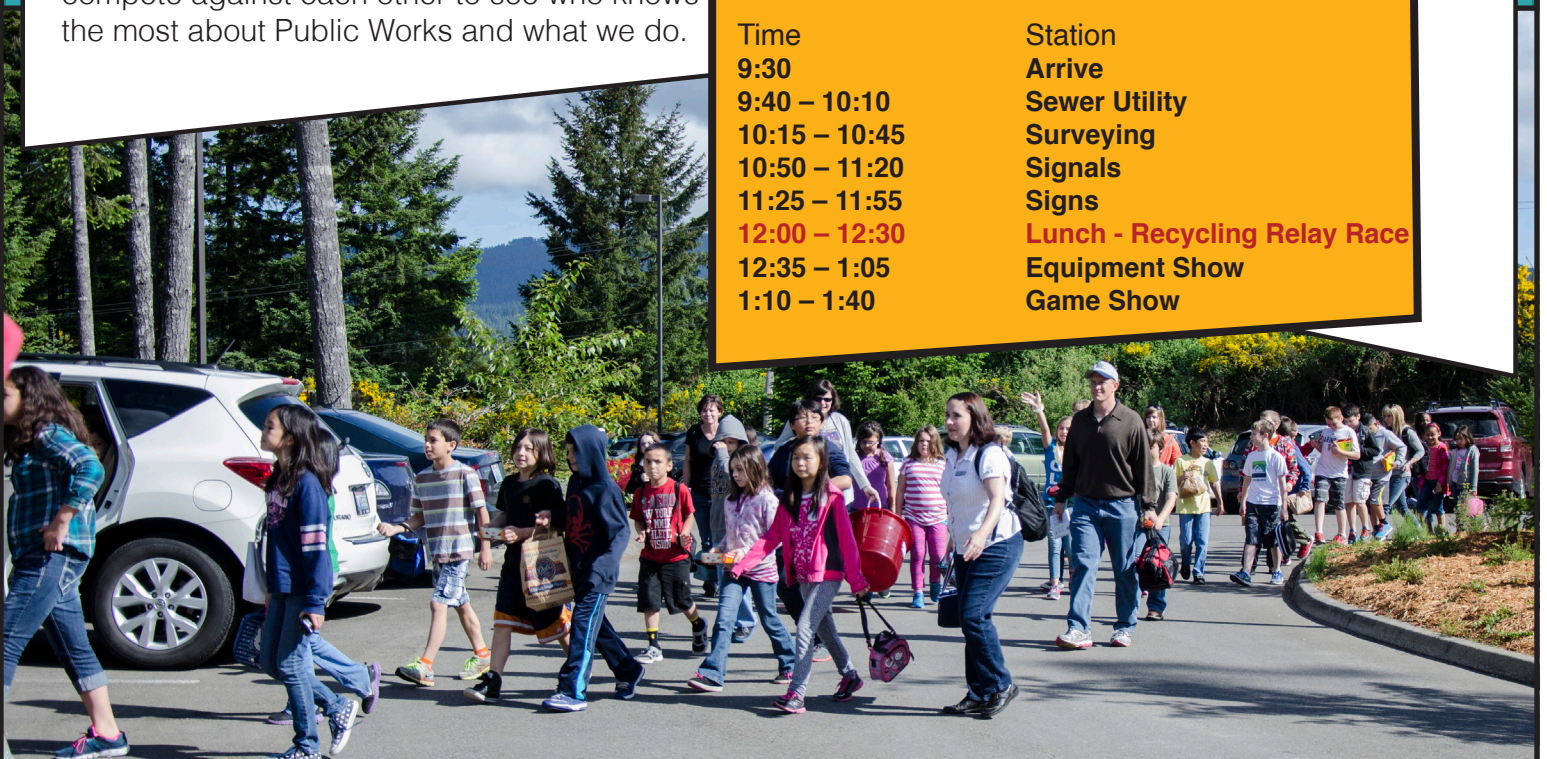 the most about Public Works and what we do.
Time Station
9:30 Arrive
9:40 – 10:10 Sewer Utility
10:15 – 10:45 Surveying
10:50 – 11:20 Signals
11:25 – 11:55 Signs
12:00 – 12:30 Lunch - Recycling Relay Race
12:35 – 1:05 Equipment Show
1:10 – 1:40 Game Show